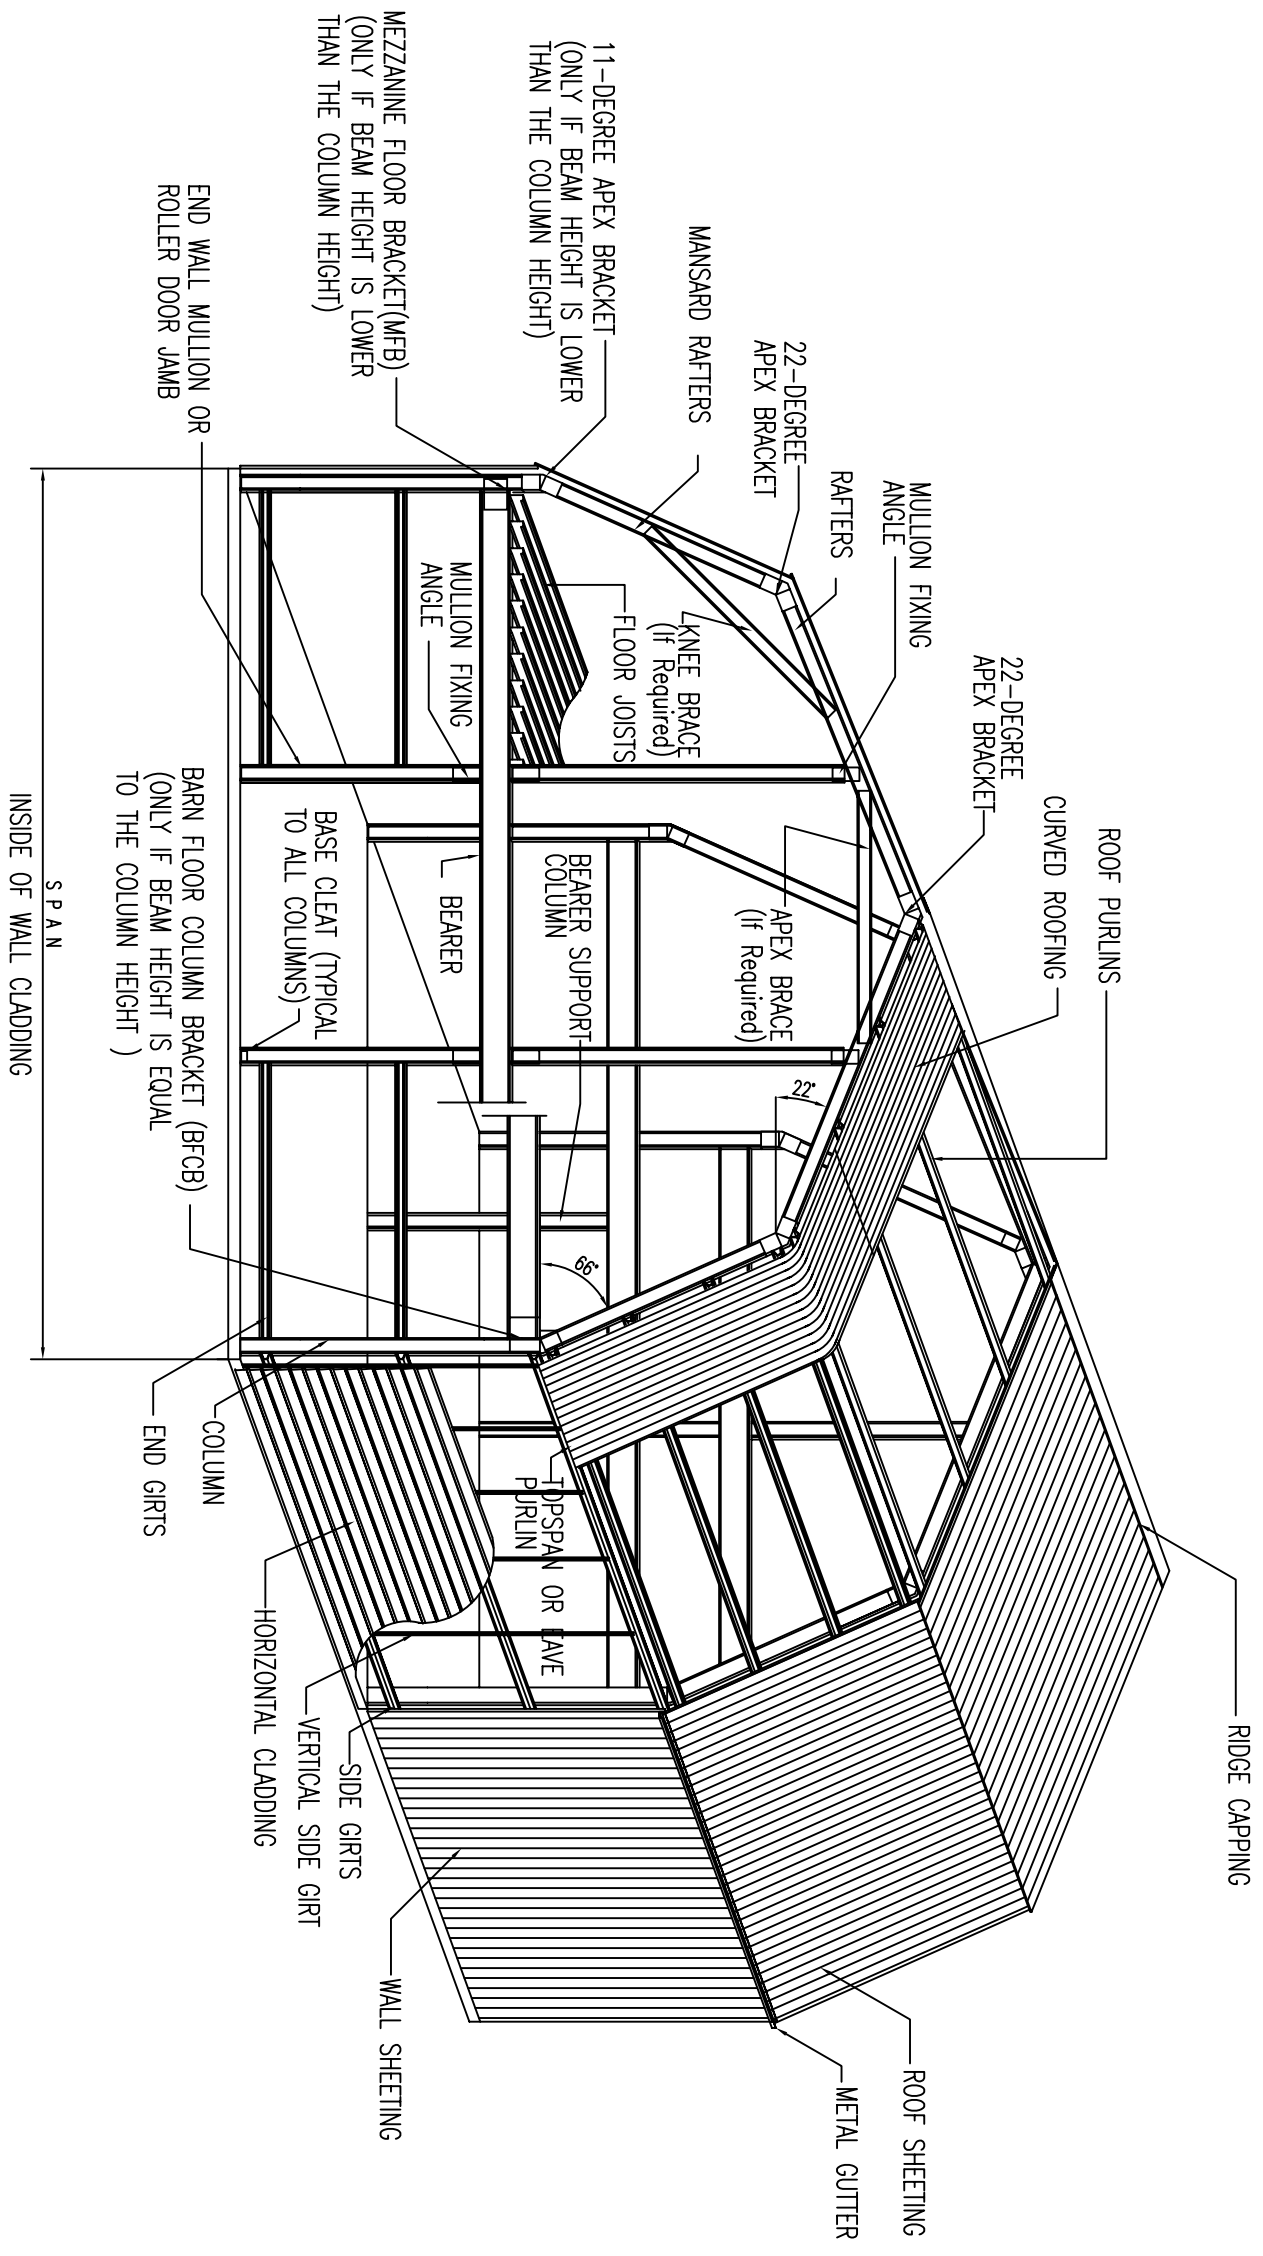 RIDGE CAPPING
ROOF PURLINS
CURVED ROOFING
22-DEGREE
APEX BRACKET
MULLION FIXING
ANGLE
RAFTERS
22-DEGREE
APEX BRACKET
MANSARD RAFTERS
11-DEGREE APEX BRACKET
(ONLY IF BEAM HEIGHT IS LOWER
THAN THE COLUMN HEIGHT)
MEZZANINE FLOOR BRACKET(MFB)
(ONLY IF BEAM HEIGHT IS LOWER
THAN THE COLUMN HEIGHT)
END WALL MULLION OR
ROLLER DOOR JAMB
KNEE BRACE
(If Required)
FLOOR JOISTS
MULLION FIXING
ANGLE
APEX BRACE
(If Required)
BEARER SUPPORT
COLUMN
BEARER
BASE CLEAT (TYPICAL
TO ALL COLUMNS)
22°
66°
BARN FLOOR COLUMN BRACKET (BFCB)
(ONLY IF BEAM HEIGHT IS EQUAL
TO THE COLUMN HEIGHT )
SPAN
INSIDE OF WALL CLADDING
TOPSPAN OR EAVE
PURLIN
COLUMN
END GIRTS
SIDE GIRTS
VERTICAL SIDE GIRT
HORIZONTAL CLADDING
ROOF SHEETING
METAL GUTTER
WALL SHEETING